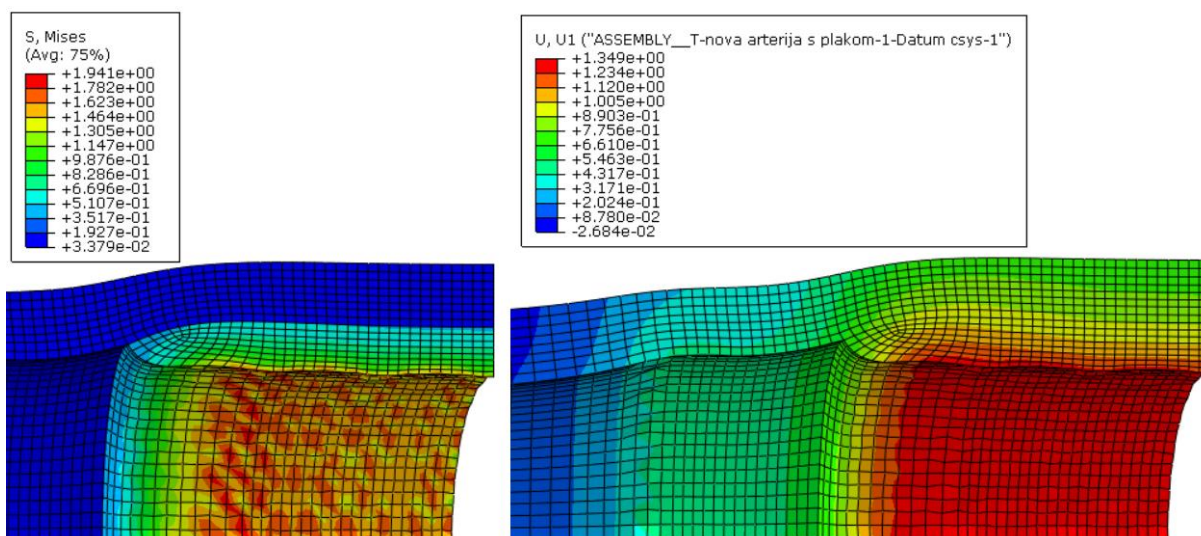 S, Mises
(Avg: 75%)
+1.941e+00
+1.782e+00
+1.623e+00
+1.464e+00
+1.305e+00
+1.147e+00
+9.876e-01
+8.286e-01
+6.696e-01
+5.107e-01
+3.517e-01
+1.927e-01
+3.379e-02
U, U1 ("ASSEMBLY__T-nova arterija s plakom-1-Datum csys-1")
+1.349e+00
+1.234e+00
+1.120e+00
+1.005e+00
+8.903e-01
+7.756e-01
+6.610e-01
+5.463e-01
+4.317e-01
+3.171e-01
+2.024e-01
+8.780e-02
-2.684e-02